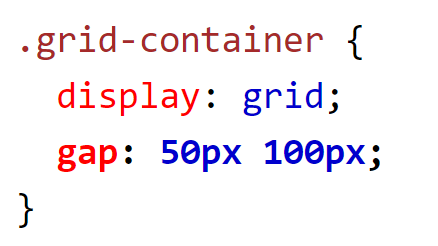 .grid-container {
  display: grid;
  gap: 50px 100px;
}